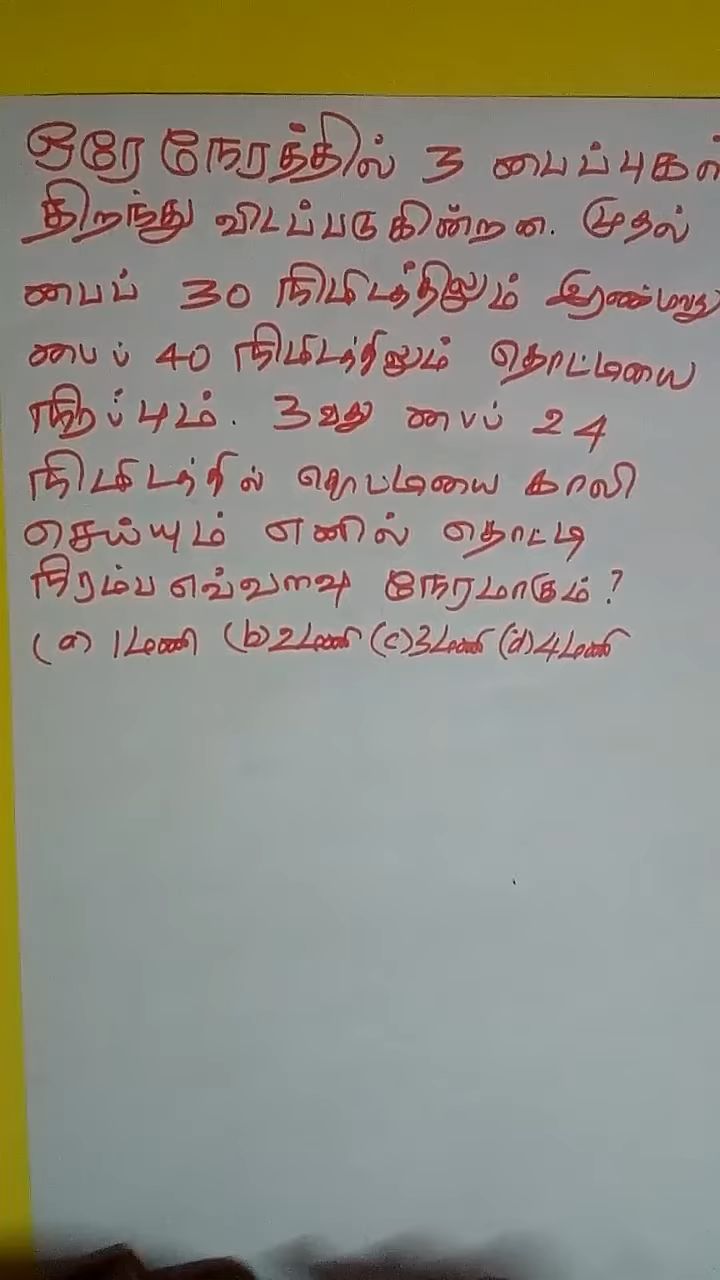 ஒரே நேரத்தில் 3 பைப்புகள்
திறந்து விடப்படுகின்றன. முதல்
பைப் 30 நிமிடத்திலும் இரண்டாவது
பைப் 40 நிமிடத்திலும் தொட்டியை
நிரப்பும். 3வது பைப் 24
நிமிடத்தில் தொட்டியை காலி
செய்யும் எனில் தொட்டி
நிரம்ப எவ்வளவு நேரமாகும்?
(a) 1மணி (b) 2மணி (c) 3மணி (d) 4மணி